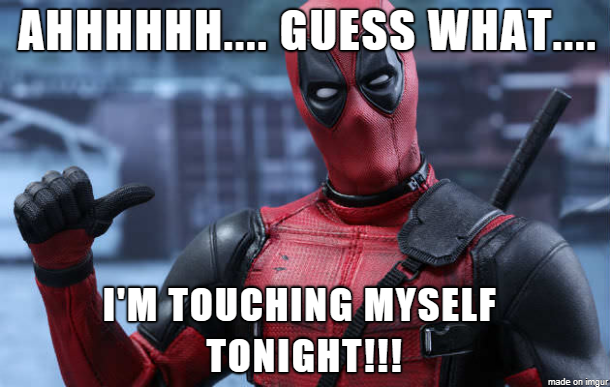 AHHHHHH.... GUESS WHAT....
I'M TOUCHING MYSELF
TONIGHT!!!
made on imgur